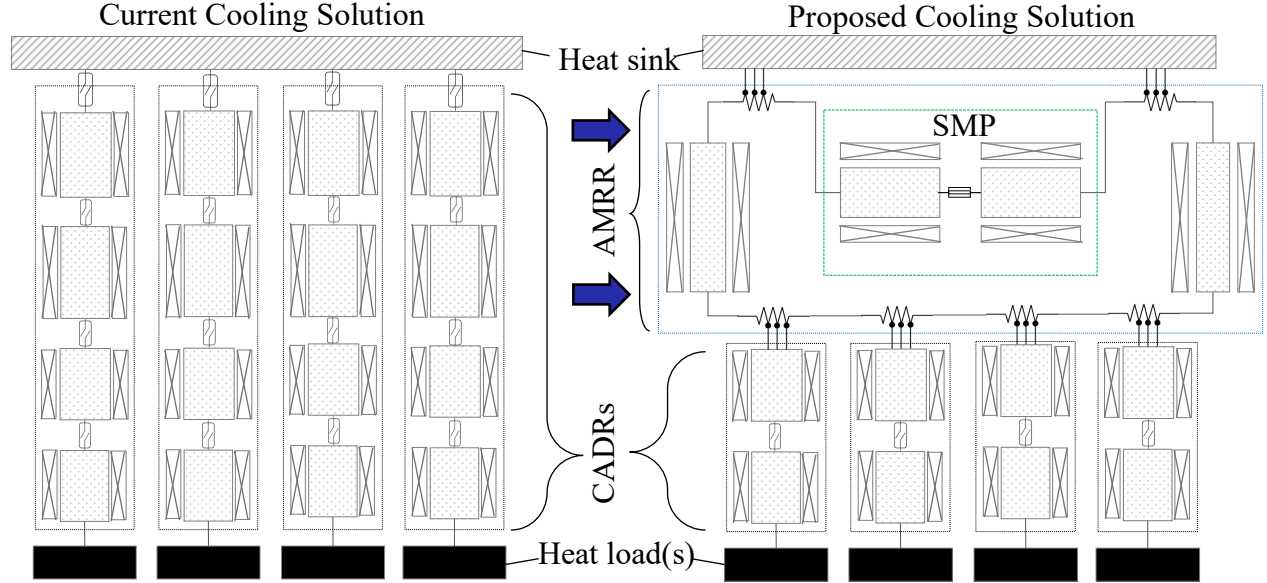 Current Cooling Solution
Proposed Cooling Solution
Heat sink
SMP
AMRR
CADRs
Heat load(s)